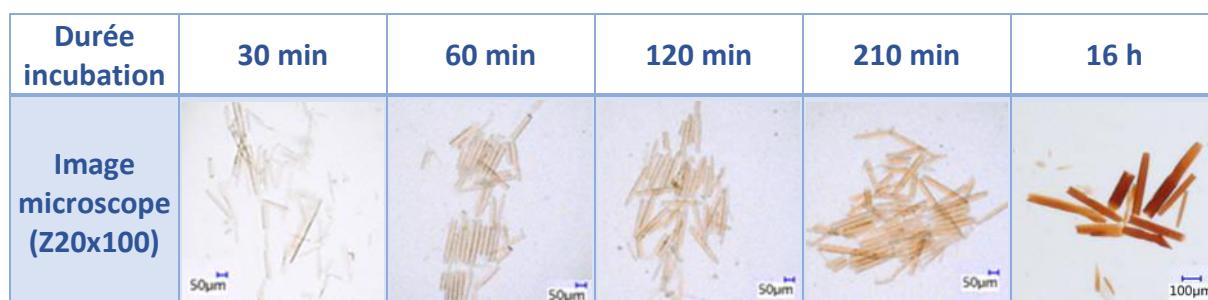 Durée
incubation
30 min
60 min
120 min
210 min
16 h
Image
microscope
(Z20x100)
50µm
50µm
50µm
50µm
100µm